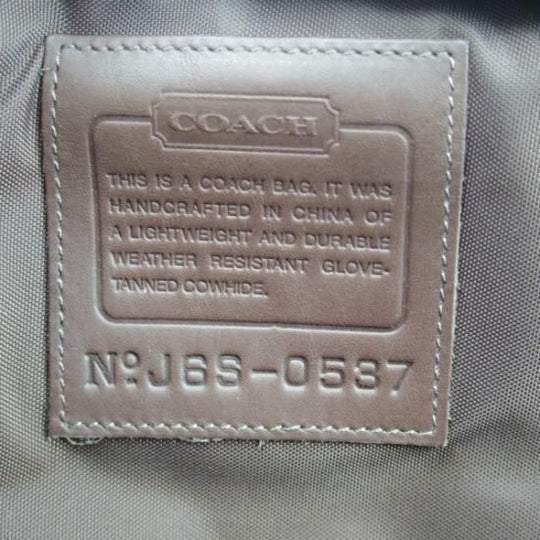 COACH
THIS IS A COACH BAG. IT WAS
HANDCRAFTED IN CHINA OF
A LIGHTWEIGHT AND DURABLE
WEATHER RESISTANT GLOVE-
TANNED COWHIDE.
Nº J6S-0537